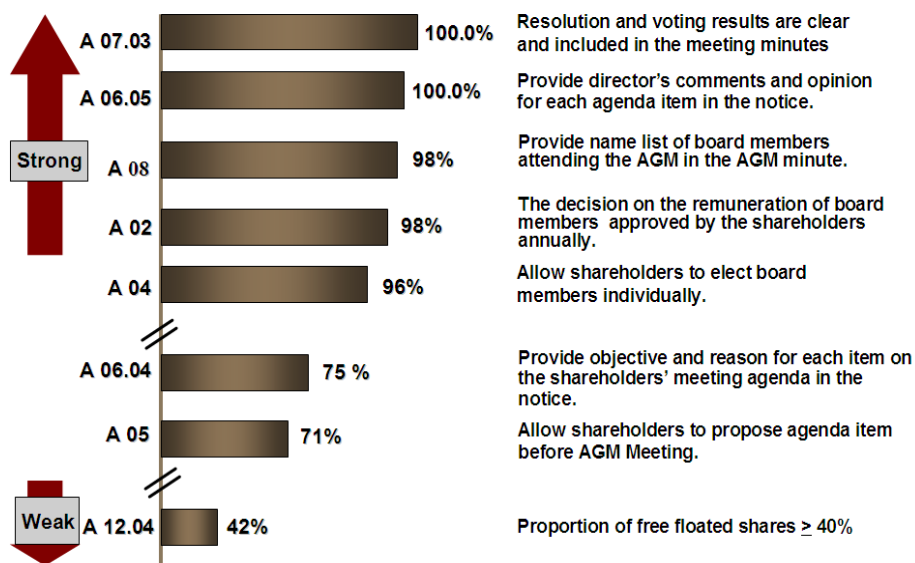 A 07.03 100.0% Resolution and voting results are clear
and included in the meeting minutes
A 06.05 100.0% Provide director's comments and opinion
for each agenda item in the notice.
Strong
A 08 98% Provide name list of board members
attending the AGM in the AGM minute.
A 02 98% The decision on the remuneration of board
members approved by the shareholders
annually.
A 04 96% Allow shareholders to elect board
members individually.
A 06.04 75 % Provide objective and reason for each item on
the shareholders' meeting agenda in the
notice.
A 05 71% Allow shareholders to propose agenda item
before AGM Meeting.
Weak
A 12.04 42% Proportion of free floated shares ≥ 40%